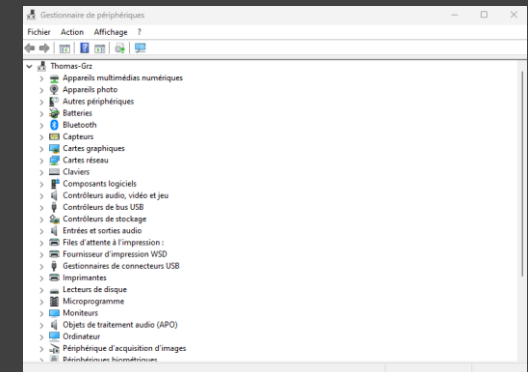 Gestionnaire de périphériques
Fichier Action Affichage ?
Thomas-Grz
Appareils multimédias numériques
Appareils photo
Autres périphériques
Batteries
Bluetooth
Capteurs
Cartes graphiques
Cartes réseau
Claviers
Composants logiciels
Contrôleurs audio, vidéo et jeu
Contrôleurs de bus USB
Contrôleurs de stockage
Entrées et sorties audio
Files d'attente à l'impression :
Fournisseur d'impression WSD
Gestionnaires de connecteurs USB
Imprimantes
Lecteurs de disque
Microprogramme
Moniteurs
Objets de traitement audio (APO)
Ordinateur
Périphérique d'acquisition d'images
Périphériques biométriques